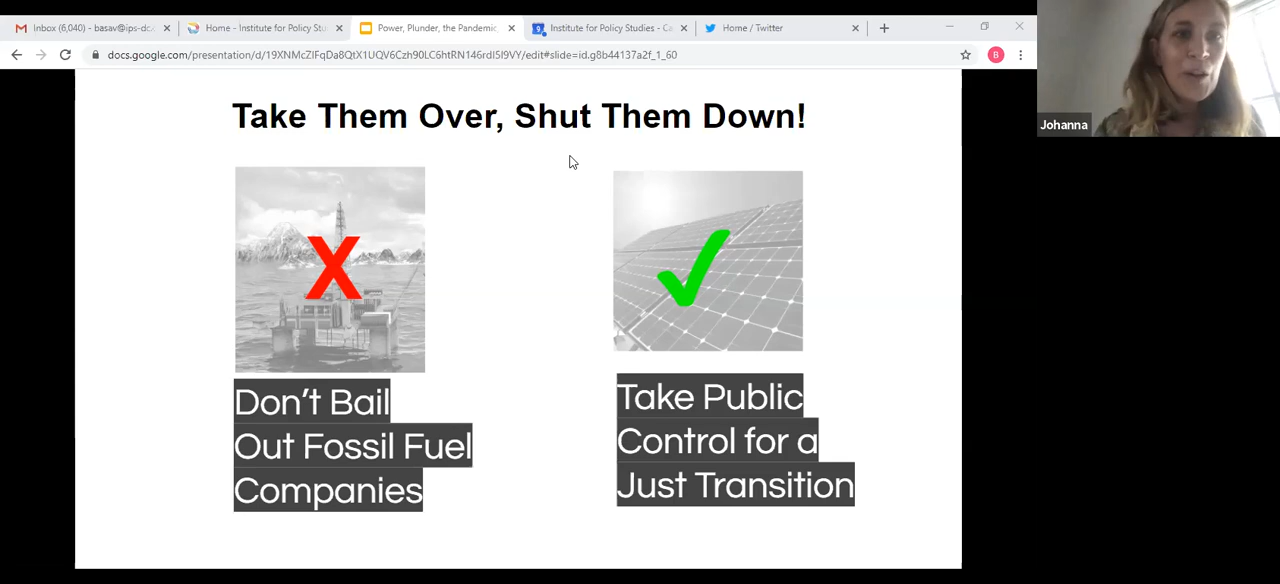 Inbox (6,040) - basav@ips-dc.
Home - Institute for Policy Stu
Power, Plunder, the Pandemic,
Institute for Policy Studies - Ca
Home / Twitter
docs.google.com/presentation/d/19XNMcZIFqDa8QtX1UQV6Czh90LC6htRN146rdI5I9VY/edit#slide=id.g8b44137a2f_1_60
B
Johanna
Take Them Over, Shut Them Down!
X
Don't Bail
Out Fossil Fuel
Companies
Take Public
Control for a
Just Transition